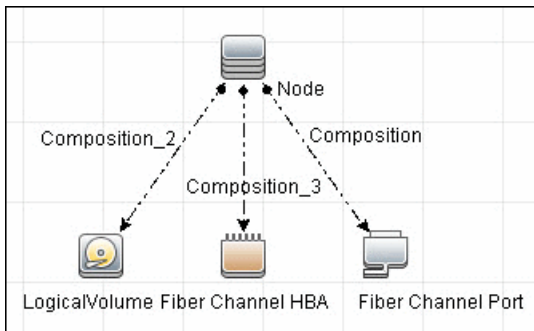 Node
Composition_2
Composition
Composition_3
LogicalVolume
Fiber Channel HBA
Fiber Channel Port